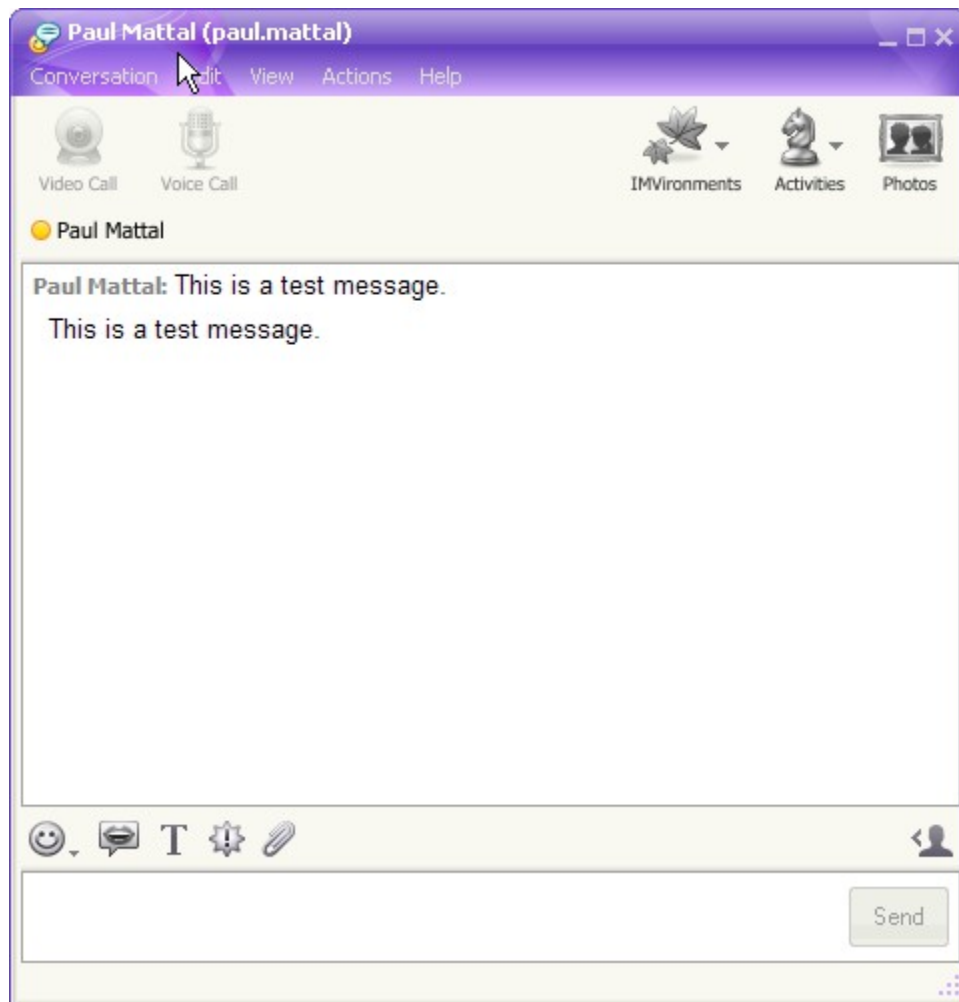 Paul Mattal (paul.mattal)
Conversation Edit View Actions Help
Video Call Voice Call IMVironments Activities Photos
Paul Mattal
Paul Mattal: This is a test message.
This is a test message.
T
Send